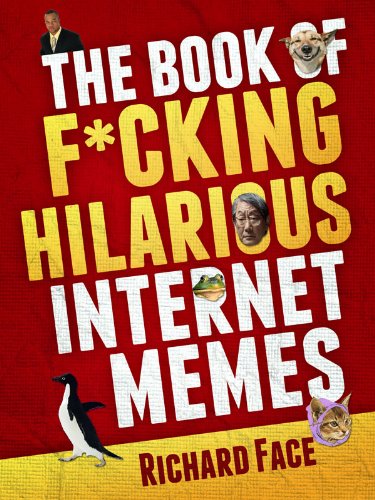 THE BOOK OF
F*CKING
HILARIOUS
INTERNET
MEMES
RICHARD FACE